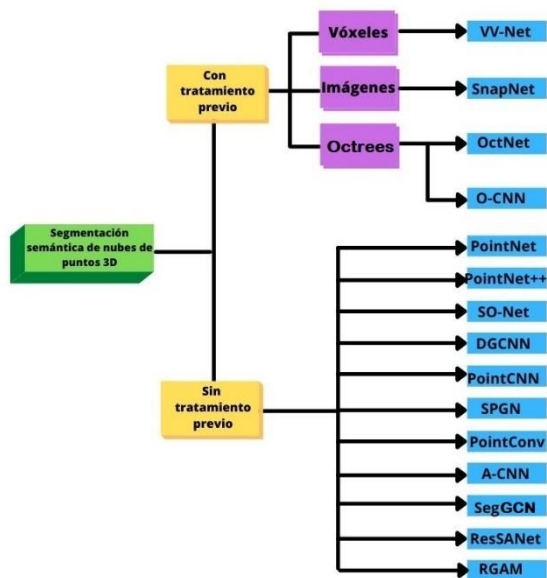 Segmentación
semántica de nubes de
puntos 3D
Con
tratamiento
previo
Vóxeles
VV-Net
Imágenes
SnapNet
Octrees
OctNet
O-CNN
Sin
tratamiento
previo
PointNet
PointNet++
SO-Net
DGCNN
PointCNN
SPGN
PointConv
A-CNN
SegGCN
ResSANet
RGAM